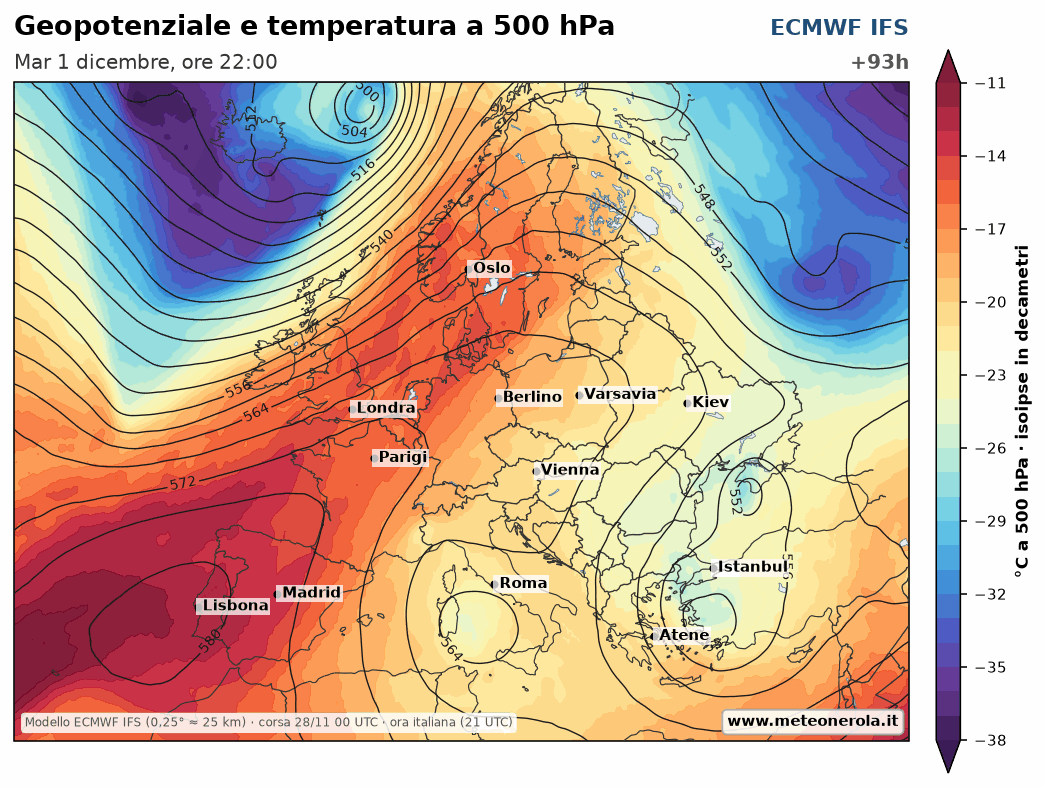 Geopotenziale e temperatura a 500 hPa
ECMWF IFS
Mar 1 dicembre, ore 22:00
+93h
500
512
504
516
548
540
552
Oslo
556
564
Londra
Berlino
Varsavia
Kiev
Parigi
Vienna
572
552
556
Istanbul
Roma
Madrid
Lisbona
580
564
Atene
Modello ECMWF IFS (0,25° ≈ 25 km) · corsa 28/11 00 UTC · ora italiana (21 UTC)
www.meteonerola.it
−11
−14
−17
−20
−23
−26
−29
−32
−35
−38
°C a 500 hPa · isoipse in decametri